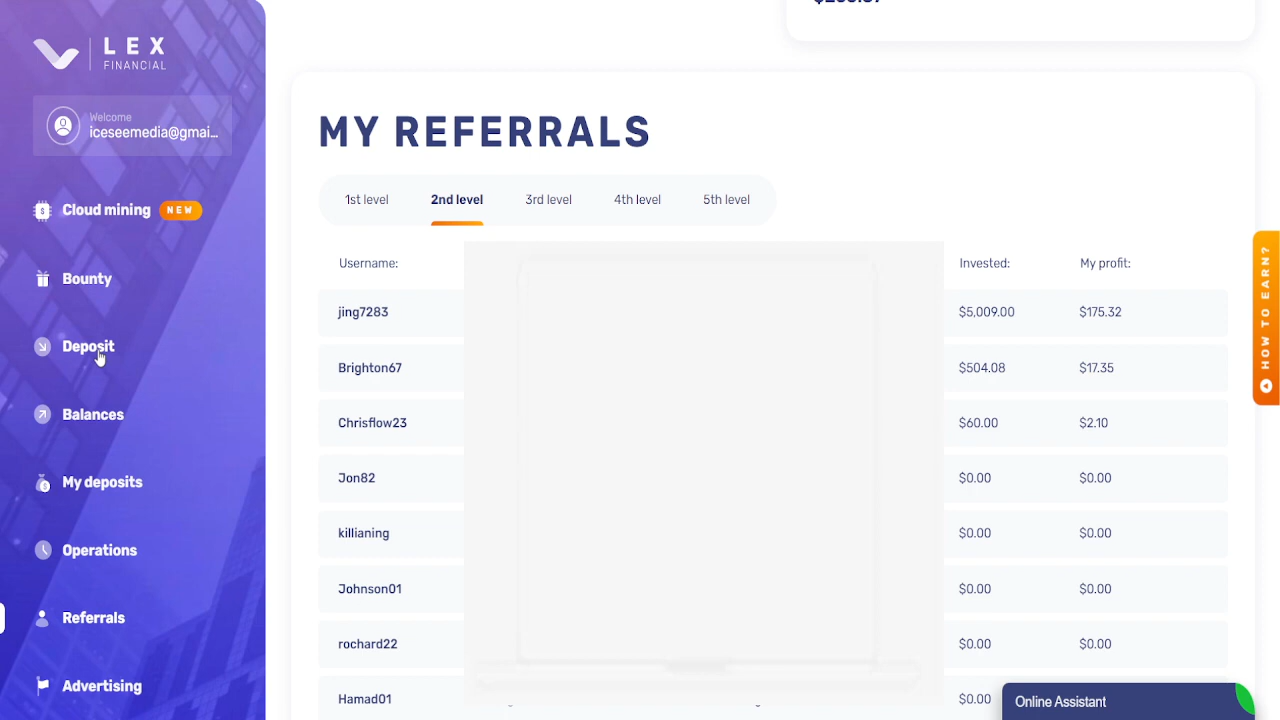 LEX
FINANCIAL
Welcome
iceseemedia@gmai...
Cloud mining NEW
Bounty
Deposit
Balances
My deposits
Operations
Referrals
Advertising
MY REFERRALS
1st level 2nd level 3rd level 4th level 5th level
Username: Invested: My profit:
jing7283 $5,009.00 $175.32
Brighton67 $504.08 $17.35
Chrisflow23 $60.00 $2.10
Jon82 $0.00 $0.00
killianing $0.00 $0.00
Johnson01 $0.00 $0.00
rochard22 $0.00 $0.00
Hamad01 $0.00
HOW TO EARN?
Online Assistant